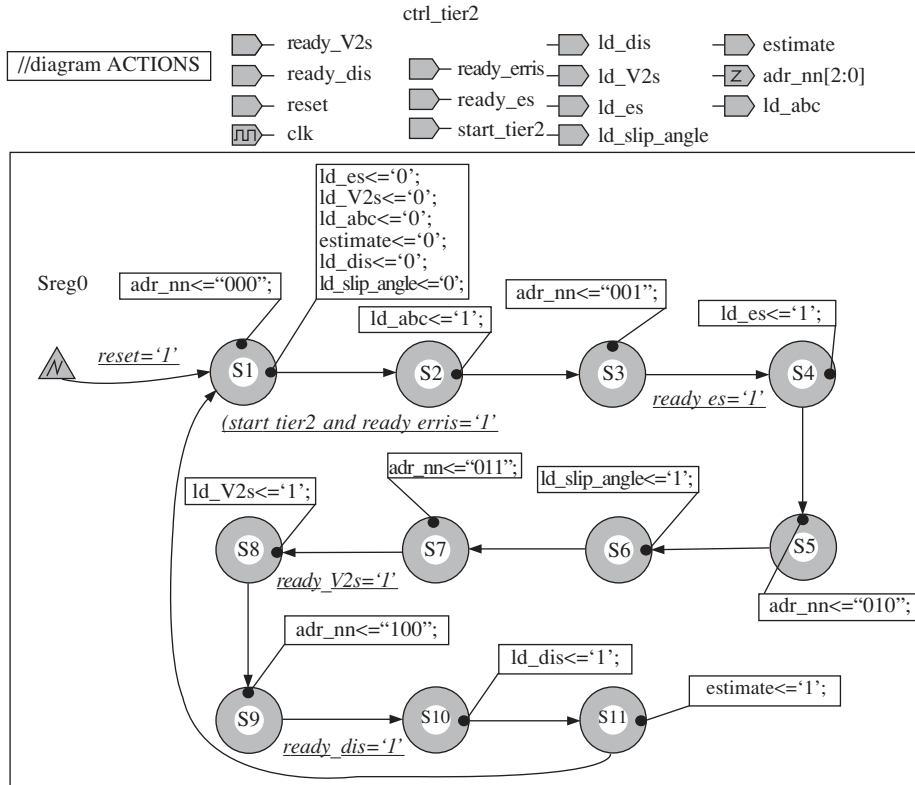 ctrl_tier2
//diagram ACTIONS
ready_V2s
ready_dis
reset
clk
ready_erris
ready_es
start_tier2
ld_dis
ld_V2s
ld_es
ld_slip_angle
estimate
Z
adr_nn[2:0]
ld_abc
Sreg0
reset=‘1’
adr_nn<=“000”;
ld_es<=‘0’;
ld_V2s<=‘0’;
ld_abc<=‘0’;
estimate<=‘0’;
ld_dis<=‘0’;
ld_slip_angle<=‘0’;
ld_abc<=‘1’;
adr_nn<=“001”;
ld_es<=‘1’;
S1
S2
S3
S4
(start tier2 and ready erris=‘1’
ready es=‘1’
ld_V2s<=‘1’;
adr_nn<=“011”;
ld_slip_angle<=‘1’;
S8
S7
S6
S5
ready_V2s=‘1’
adr_nn<=“010”;
adr_nn<=“100”;
ld_dis<=‘1’;
estimate<=‘1’;
S9
S10
S11
ready_dis=‘1’